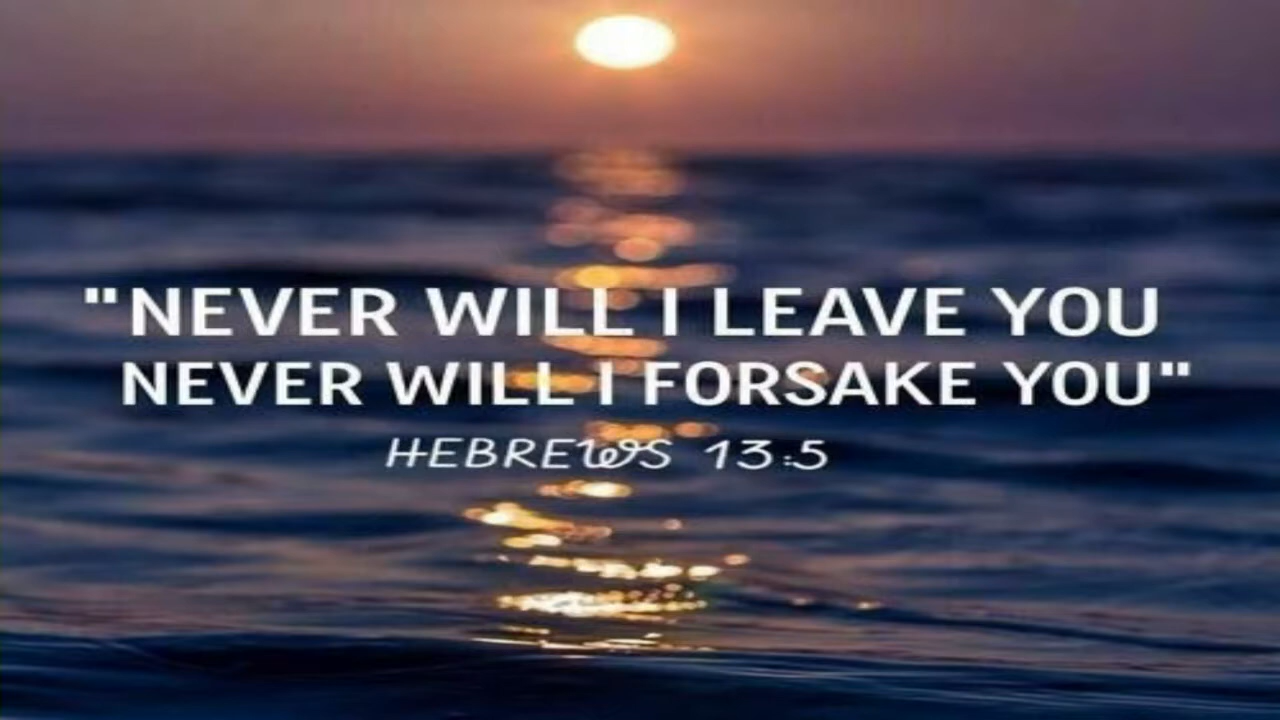 "NEVER WILL I LEAVE YOU
NEVER WILL I FORSAKE YOU"
HEBREWS 13:5